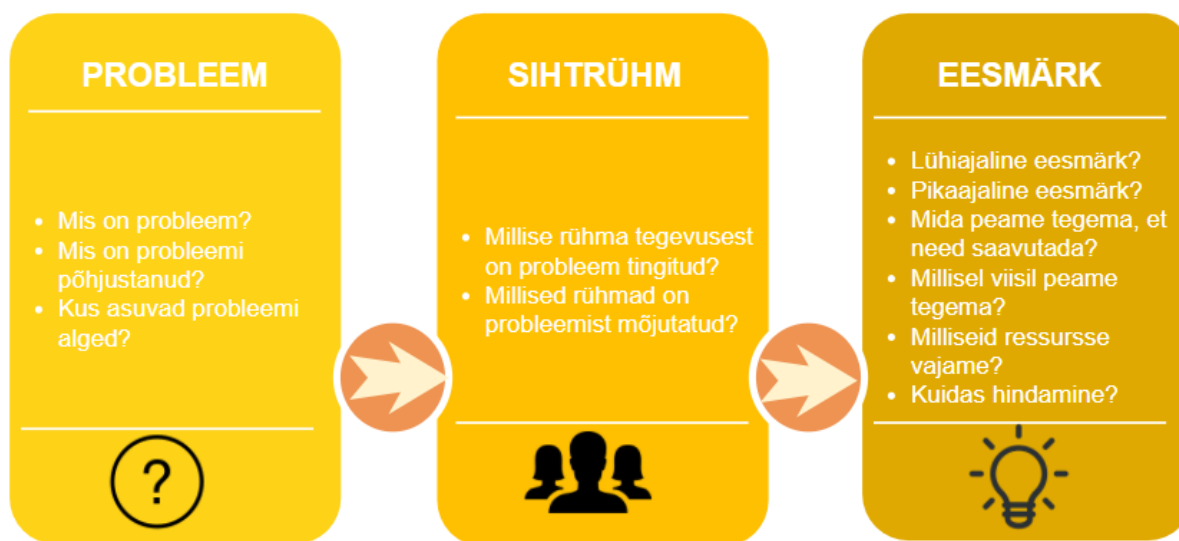 PROBLEEM
• Mis on probleem?
• Mis on probleemi
põhjustanud?
• Kus asuvad probleemi
alged?
?
SIHTRÜHM
• Millise rühma tegevusest
on probleem tingitud?
• Millised rühmad on
probleemist mõjutatud?
EESMÄRK
• Lühiajaline eesmärk?
• Pikaajaline eesmärk?
• Mida peame tegema, et
need saavutada?
• Millisel viisil peame
tegema?
• Milliseid ressursse
vajame?
• Kuidas hindamine?